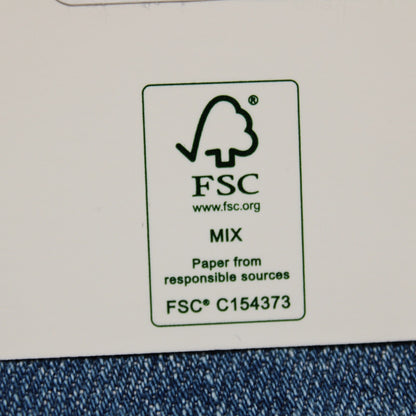 ®
FSC
www.fsc.org
MIX
Paper from
responsible sources
FSC® C154373